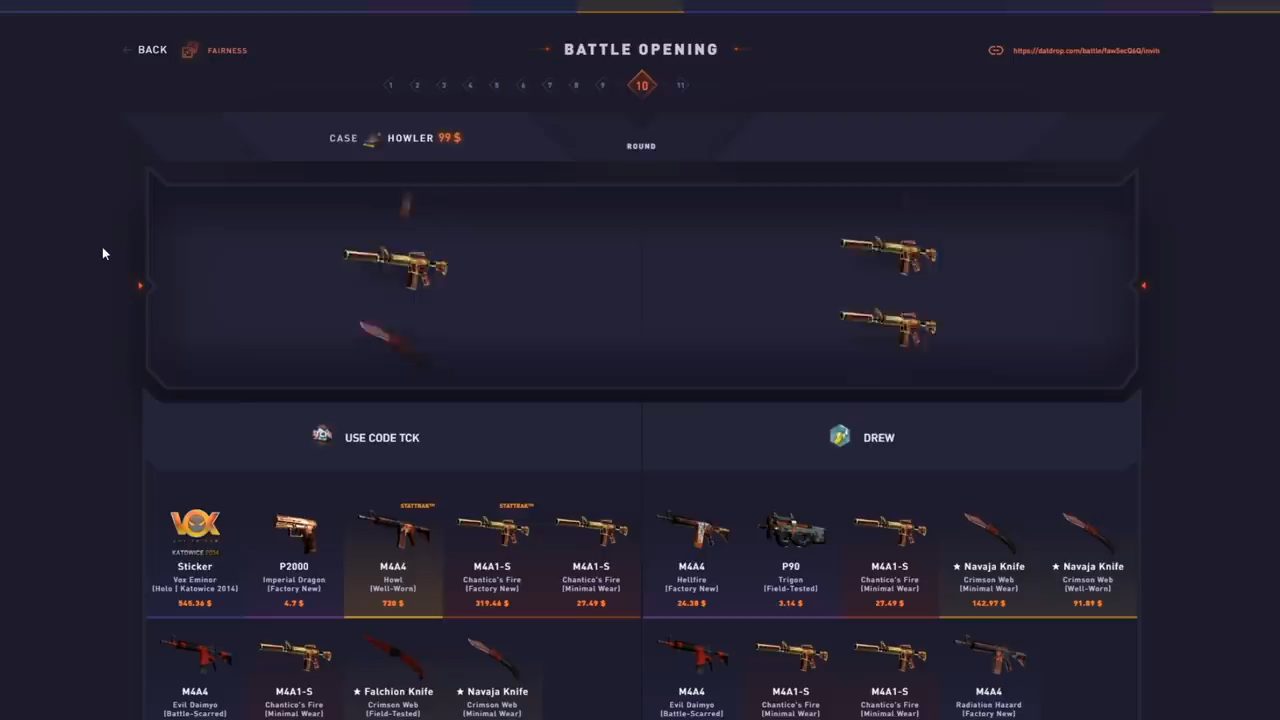 BACK
FAIRNESS
BATTLE OPENING
1 2 3 4 5 6 7 8 9 10 11
CASE HOWLER 99 $
ROUND
USE CODE TCK
DREW
STATTRAK™ STATTRAK™
VOX
KATOWICE 2014
Sticker P2000 M4A4 M4A1-S M4A1-S M4A4 P90 M4A1-S ★ Navaja Knife ★ Navaja Knife
Vox Eminor Imperial Dragon Howl Chantico's Fire Chantico's Fire Hellfire Trigon Chantico's Fire Crimson Web Crimson Web
(Holo | Katowice 2014) (Factory New) (Well-Worn) (Factory New) (Minimal Wear) (Factory New) (Field-Tested) (Minimal Wear) (Minimal Wear) (Well-Worn)
545.36 $ 4.7 $ 720 $ 319.46 $ 27.49 $ 24.38 $ 3.14 $ 27.49 $ 142.97 $ 91.89 $
M4A4 M4A1-S ★ Falchion Knife ★ Navaja Knife M4A4 M4A1-S M4A1-S M4A4
Evil Daimyo Chantico's Fire Crimson Web Crimson Web Evil Daimyo Chantico's Fire Chantico's Fire Radiation Hazard
(Battle-Scarred) (Minimal Wear) (Field-Tested) (Minimal Wear) (Battle-Scarred) (Minimal Wear) (Minimal Wear) (Factory New)